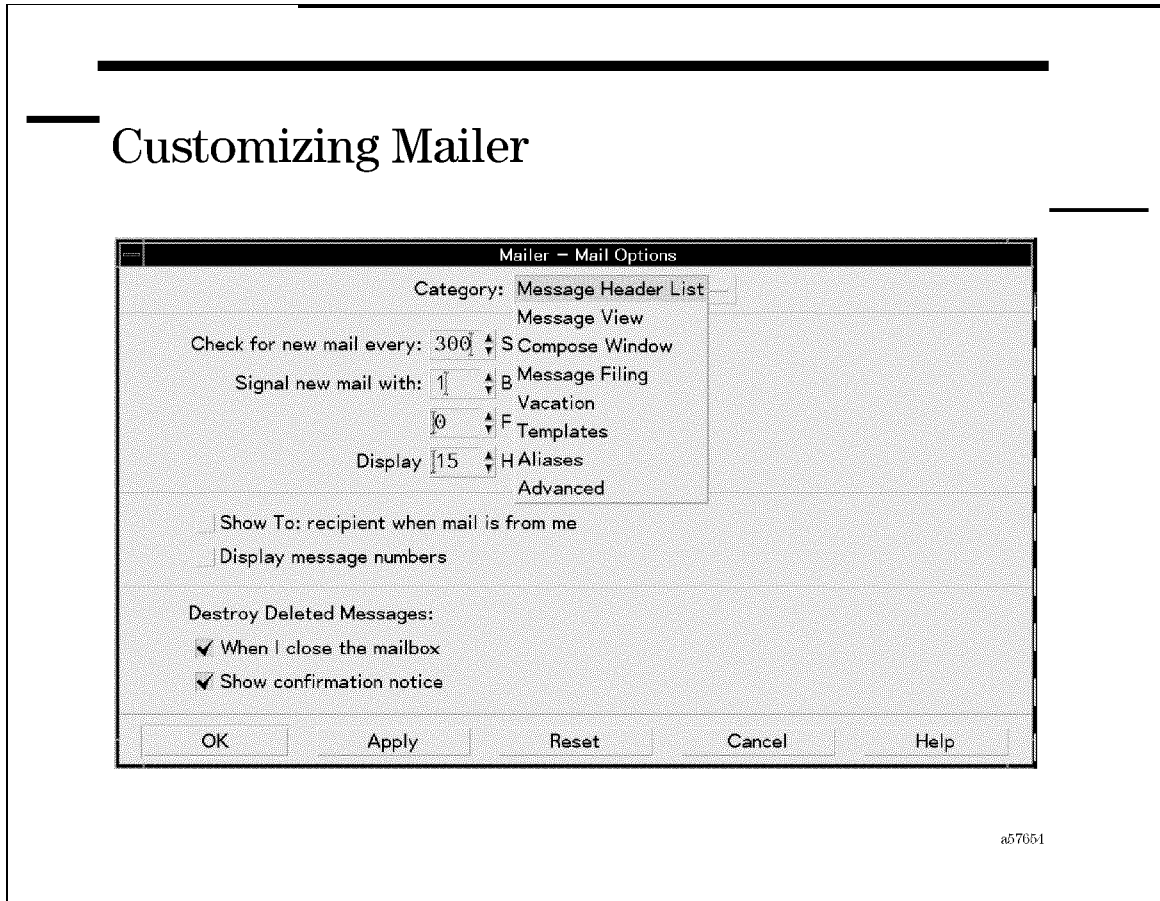 Customizing Mailer
Mailer – Mail Options
Category: Message Header List
Message View
Check for new mail every: 300 S Compose Window
Message Filing
Signal new mail with: 1 B
Vacation
0 F
Templates
Display 15 H Aliases
Advanced
Show To: recipient when mail is from me
Display message numbers
Destroy Deleted Messages:
When I close the mailbox
Show confirmation notice
OK Apply Reset Cancel Help
a57654